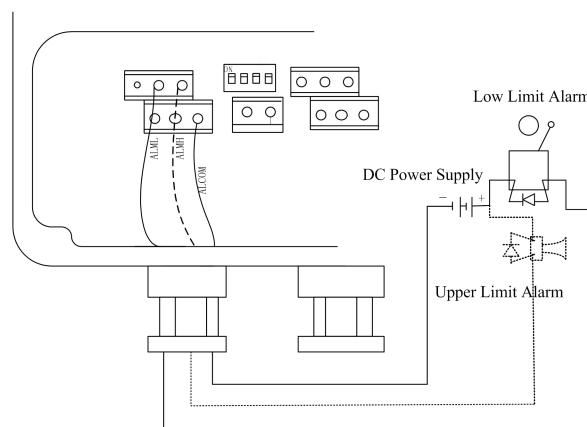 ON
Low Limit Alarm
ALML
ALMH
ALCOM
DC Power Supply
− +
Upper Limit Alarm